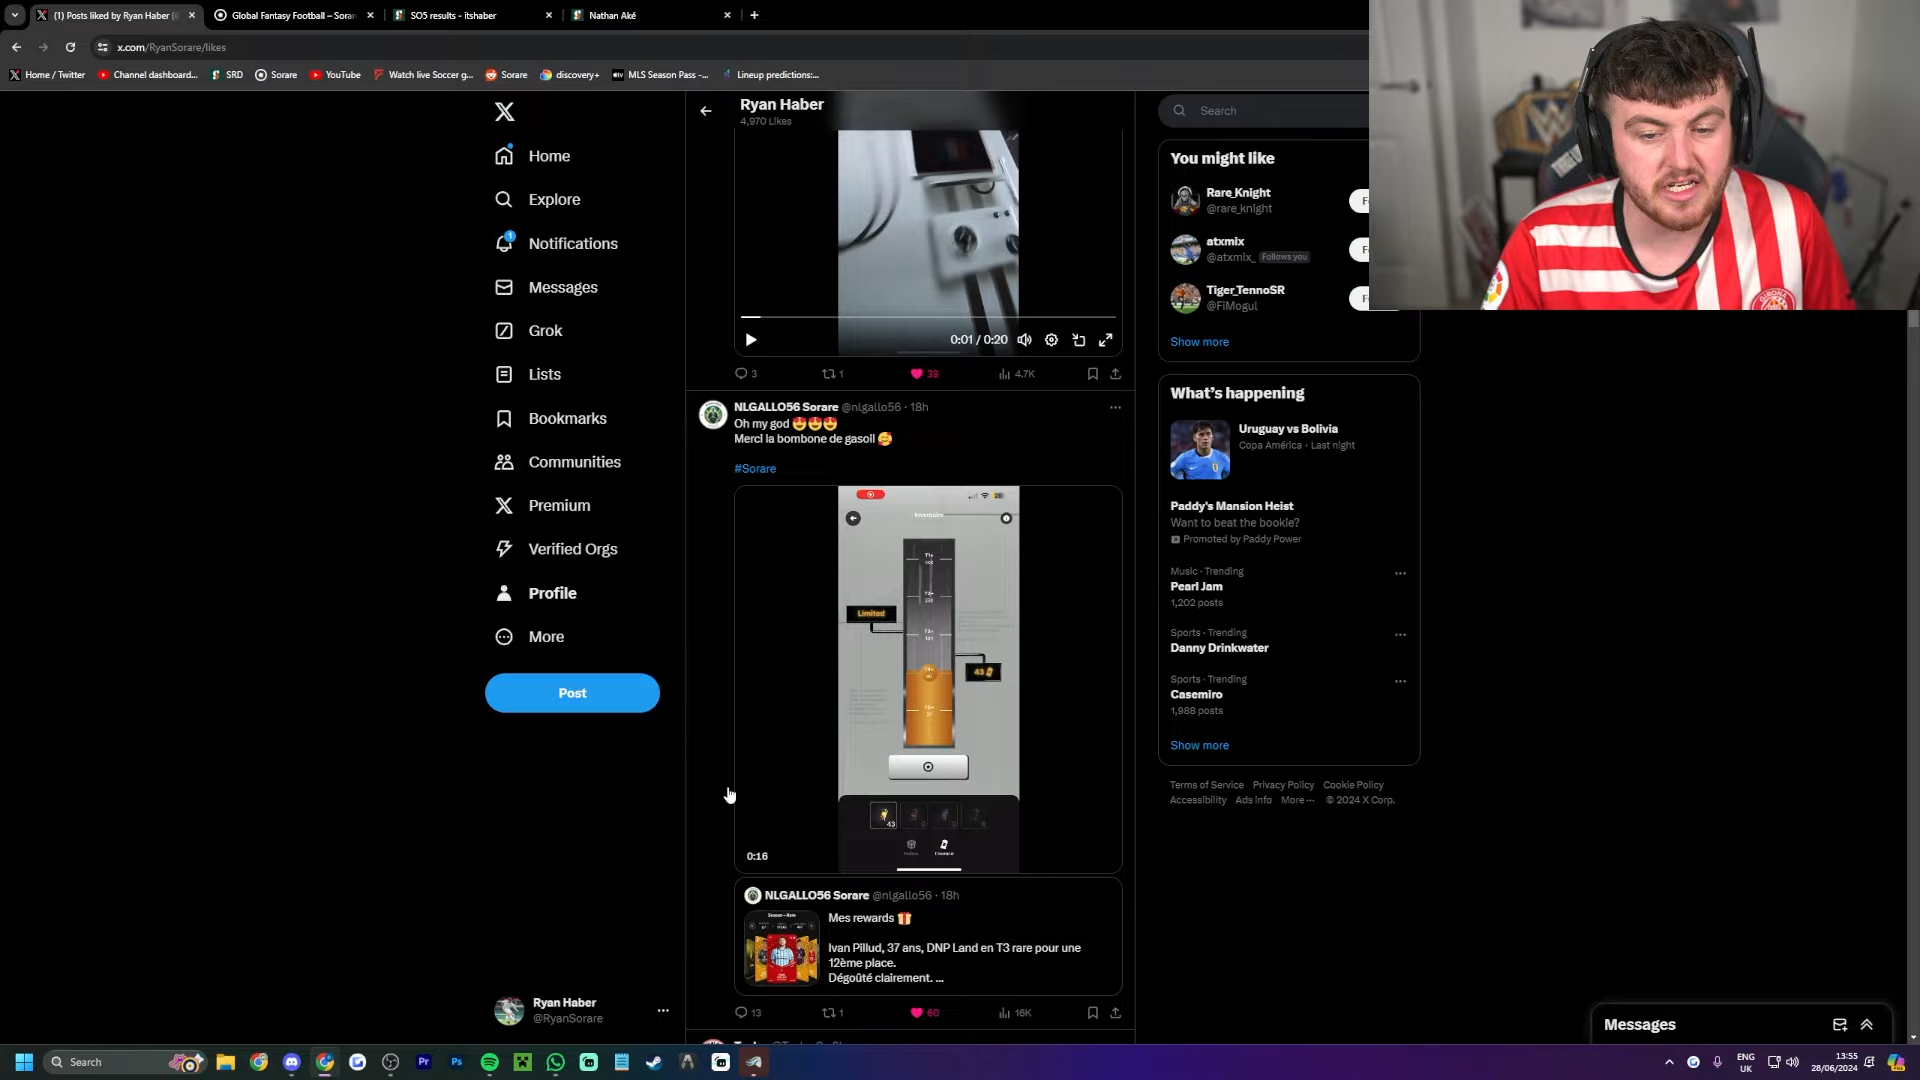 (1) Posts liked by Ryan Haber (
Global Fantasy Football – Sorar
SO5 results - itshaber
Nathan Aké
x.com/RyanSorare/likes
Home / Twitter
Channel dashboard...
SRD
Sorare
YouTube
Watch live Soccer g...
Sorare
discovery+
MLS Season Pass -...
Lineup predictions:...
Ryan Haber
4,970 Likes
Search
Home
Explore
1
Notifications
Messages
Grok
Lists
Bookmarks
Communities
Premium
Verified Orgs
Profile
More
Post
Ryan Haber
@RyanSorare
0:01 / 0:20
3
1
39
4.7K
NLGALLO56 Sorare @nlgallo56 · 18h
Oh my god 😍😍😍
Merci la bombone de gasoil 🥰
#Sorare
Inventaire
Limited
43
43
0:16
NLGALLO56 Sorare @nlgallo56 · 18h
Mes rewards 🎁
Ivan Pillud, 37 ans, DNP Land en T3 rare pour une
12ème place.
Dégoûté clairement. ...
13
1
60
16K
You might like
Rare_Knight
@rare_knight
atxmix
@atxmix_ Follows you
Tiger_TennoSR
@FiMogul
Show more
What's happening
Uruguay vs Bolivia
Copa América · Last night
Paddy's Mansion Heist
Want to beat the bookie?
Promoted by Paddy Power
Music · Trending
Pearl Jam
1,202 posts
Sports · Trending
Danny Drinkwater
Sports · Trending
Casemiro
1,988 posts
Show more
Terms of Service Privacy Policy Cookie Policy
Accessibility Ads info More ··· © 2024 X Corp.
GIRONA
Messages
Search
Pr
Ps
ENG
UK
13:55
28/06/2024